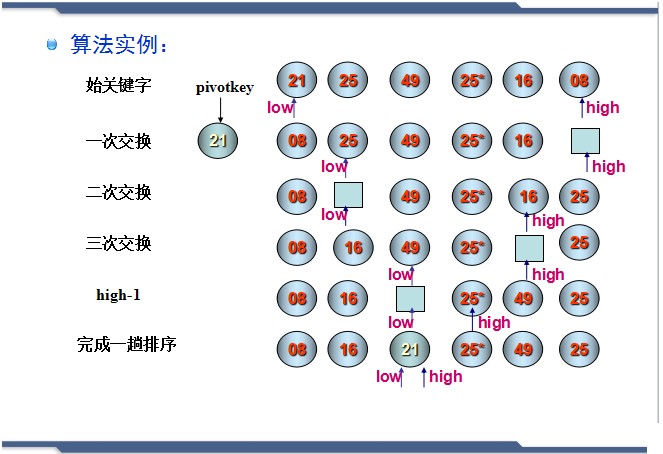 算法实例：
始关键字 pivotkey 21 25 49 25* 16 08
low high
一次交换 21 08 25 49 25* 16
low high
二次交换 08 49 25* 16 25
low high
三次交换 08 16 49 25* 25
low high
high-1 08 16 25* 49 25
low high
完成一趟排序 08 16 21 25* 49 25
low high